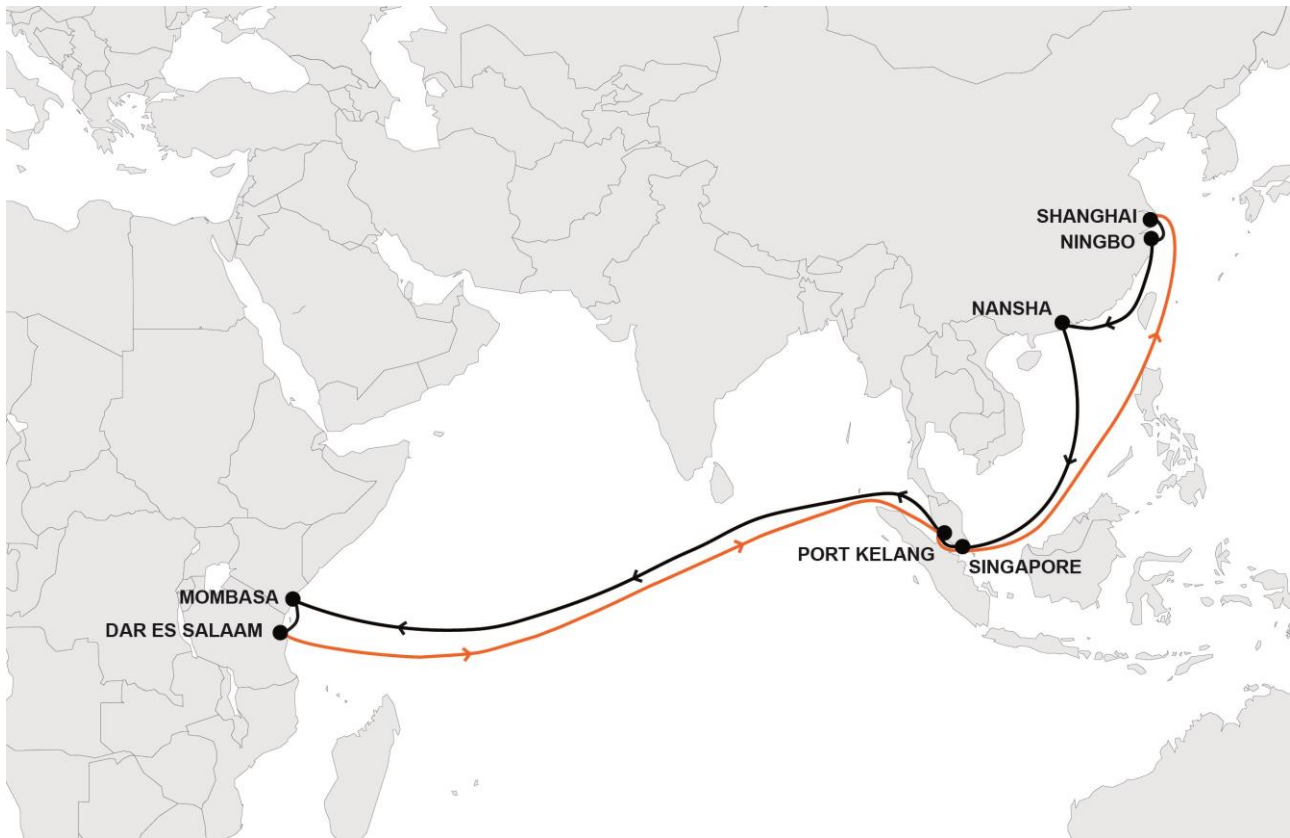 SHANGHAI
NINGBO
NANSHA
PORT KELANG
SINGAPORE
MOMBASA
DAR ES SALAAM